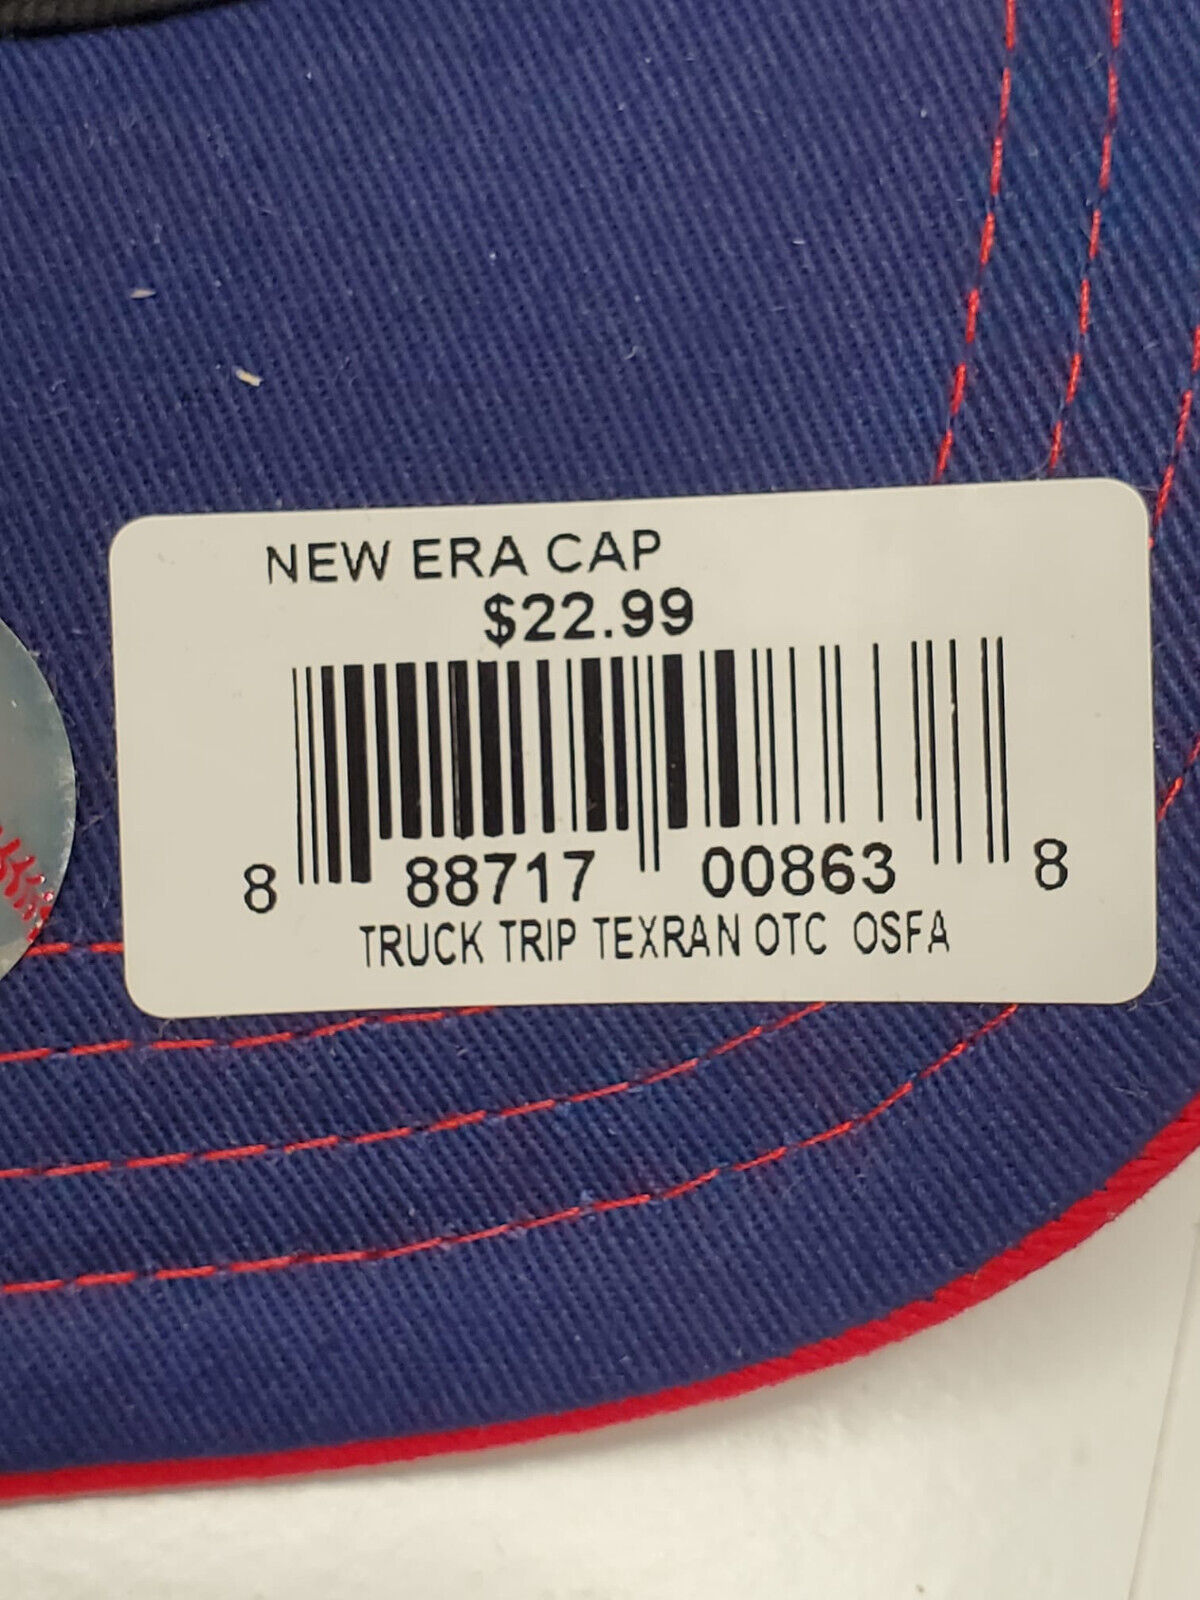 NEW ERA CAP
$22.99
8 88717 00863 8
TRUCK TRIP TEXRAN OTC OSFA